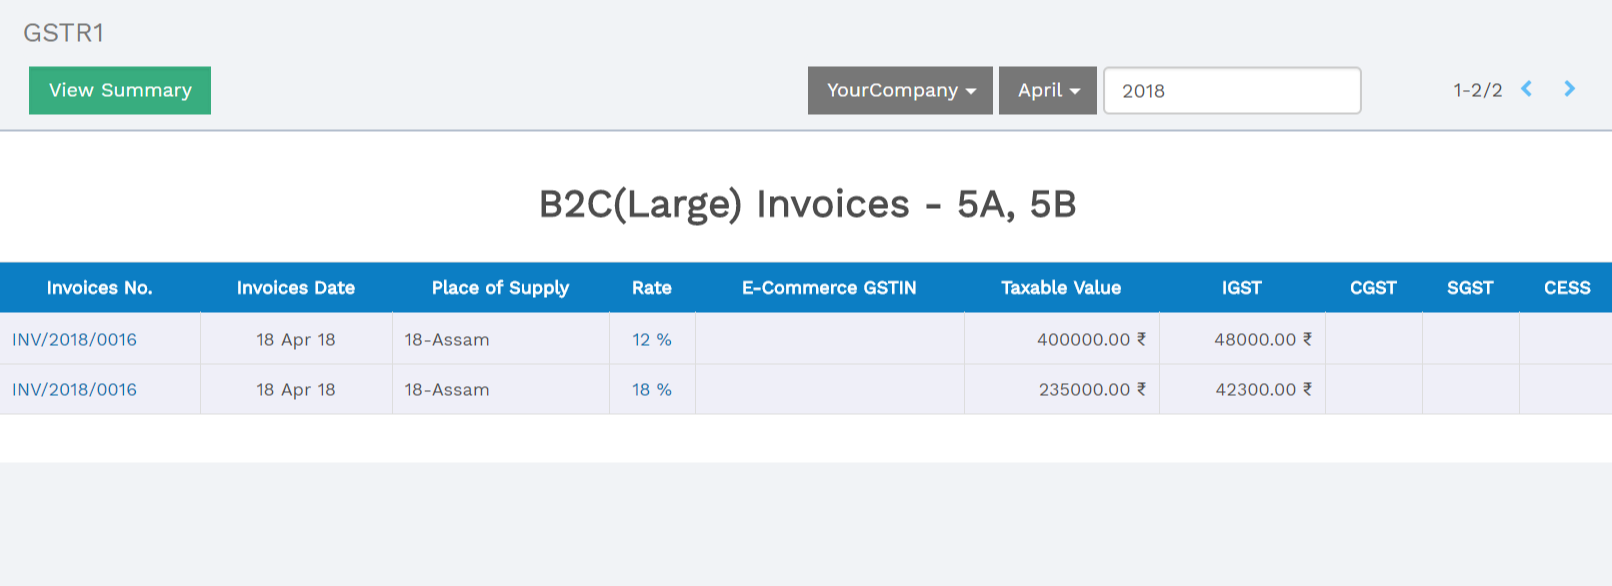 GSTR1
View Summary YourCompany April 2018 1-2/2
B2C(Large) Invoices - 5A, 5B
Invoices No. Invoices Date Place of Supply Rate E-Commerce GSTIN Taxable Value IGST CGST SGST CESS
INV/2018/0016 18 Apr 18 18-Assam 12 % 400000.00 ₹ 48000.00 ₹
INV/2018/0016 18 Apr 18 18-Assam 18 % 235000.00 ₹ 42300.00 ₹